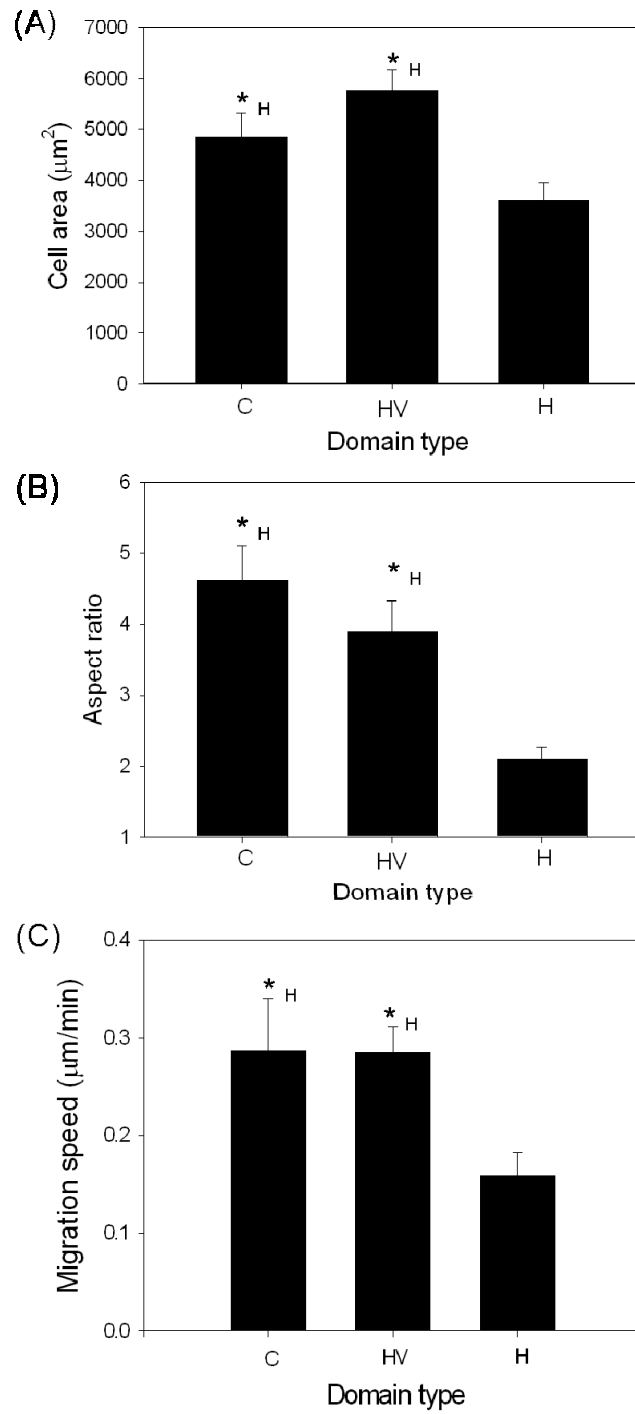 (A)
7000
6000
5000
4000
3000
2000
1000
0
Cell area (µm²)
* H
* H
C HV H
Domain type
(B)
6
5
4
3
2
1
Aspect ratio
* H
* H
C HV H
Domain type
(C)
0.4
0.3
0.2
0.1
0.0
Migration speed (µm/min)
* H
* H
C HV H
Domain type